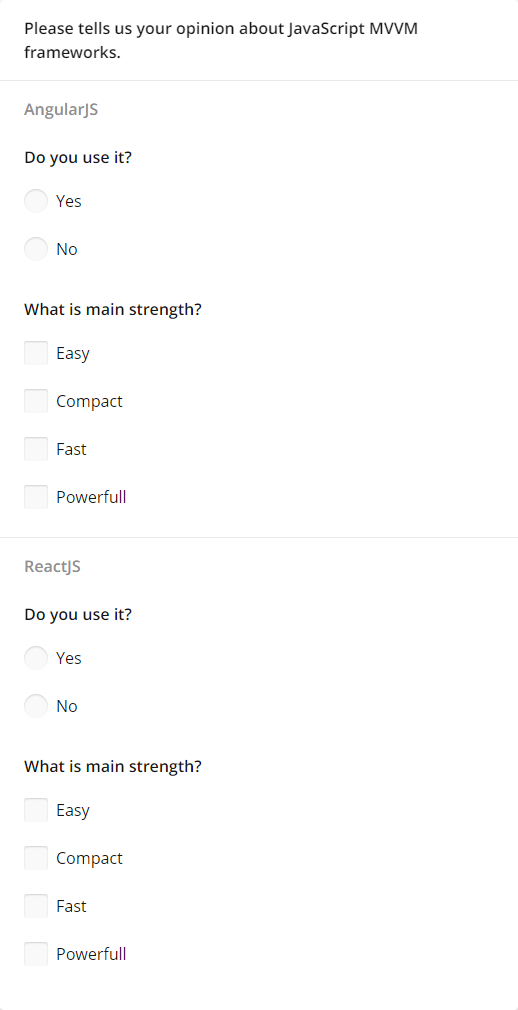 Please tells us your opinion about JavaScript MVVM
frameworks.
AngularJS
Do you use it?
Yes
No
What is main strength?
Easy
Compact
Fast
Powerfull
ReactJS
Do you use it?
Yes
No
What is main strength?
Easy
Compact
Fast
Powerfull